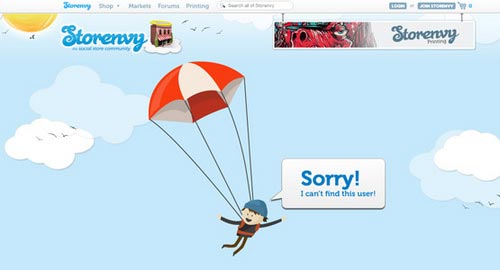 Storenvy Shop Markets Forums Printing Search all of Storenvy LOGIN or JOIN STORENVY 0
Storenvy
the social store community
Storenvy
Printing
Sorry!
I can't find this user!